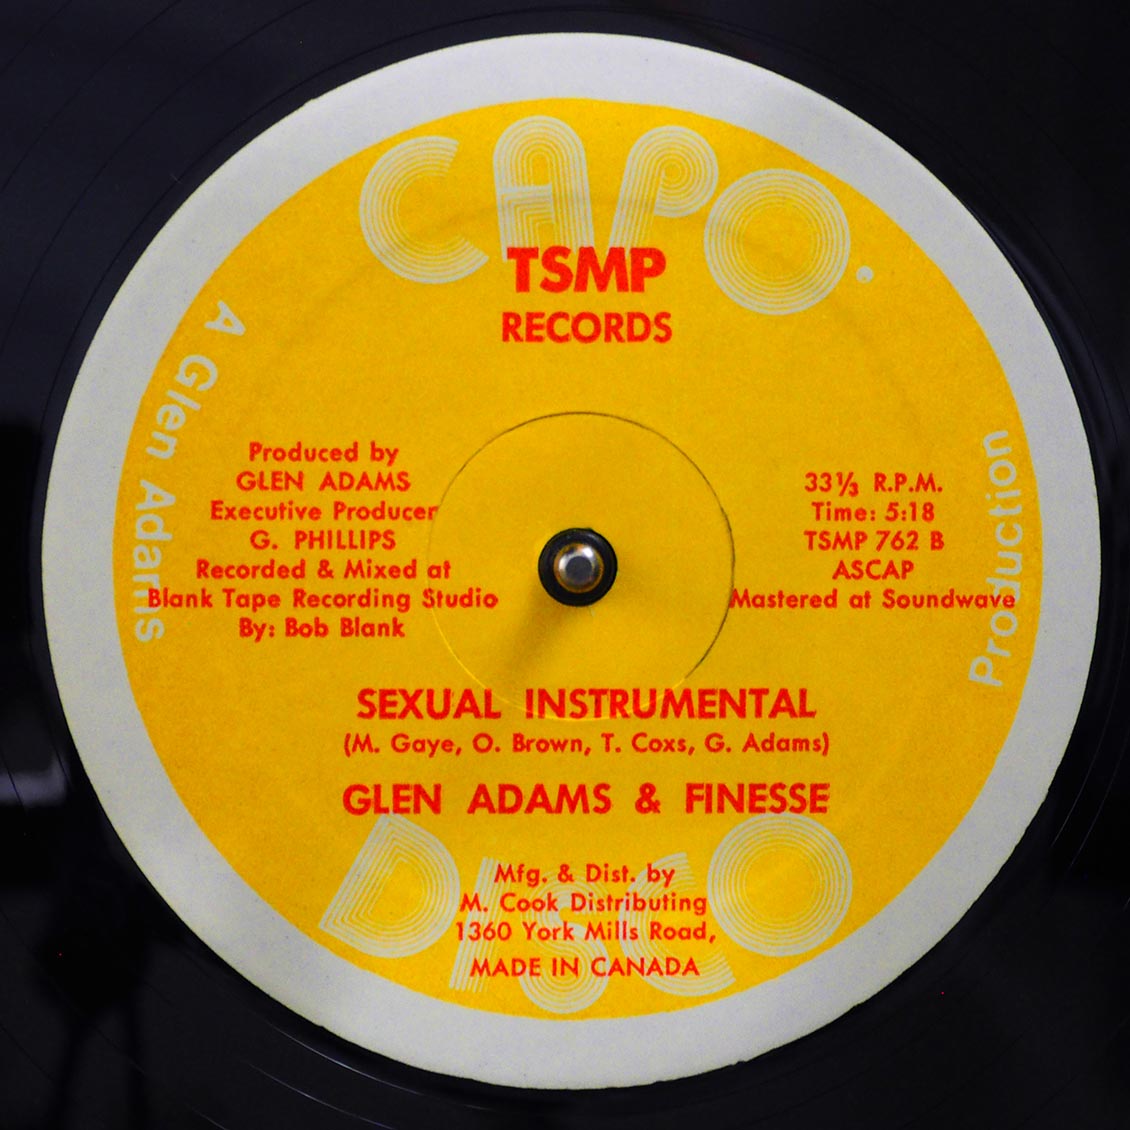 CAPO.
TSMP
RECORDS
A Glen Adams
Production
Produced by
GLEN ADAMS
Executive Producer
G. PHILLIPS
Recorded & Mixed at
Blank Tape Recording Studio
By: Bob Blank
33⅓ R.P.M.
Time: 5:18
TSMP 762 B
ASCAP
Mastered at Soundwave
SEXUAL INSTRUMENTAL
(M. Gaye, O. Brown, T. Coxs, G. Adams)
GLEN ADAMS & FINESSE
DISCO
Mfg. & Dist. by
M. Cook Distributing
1360 York Mills Road,
MADE IN CANADA